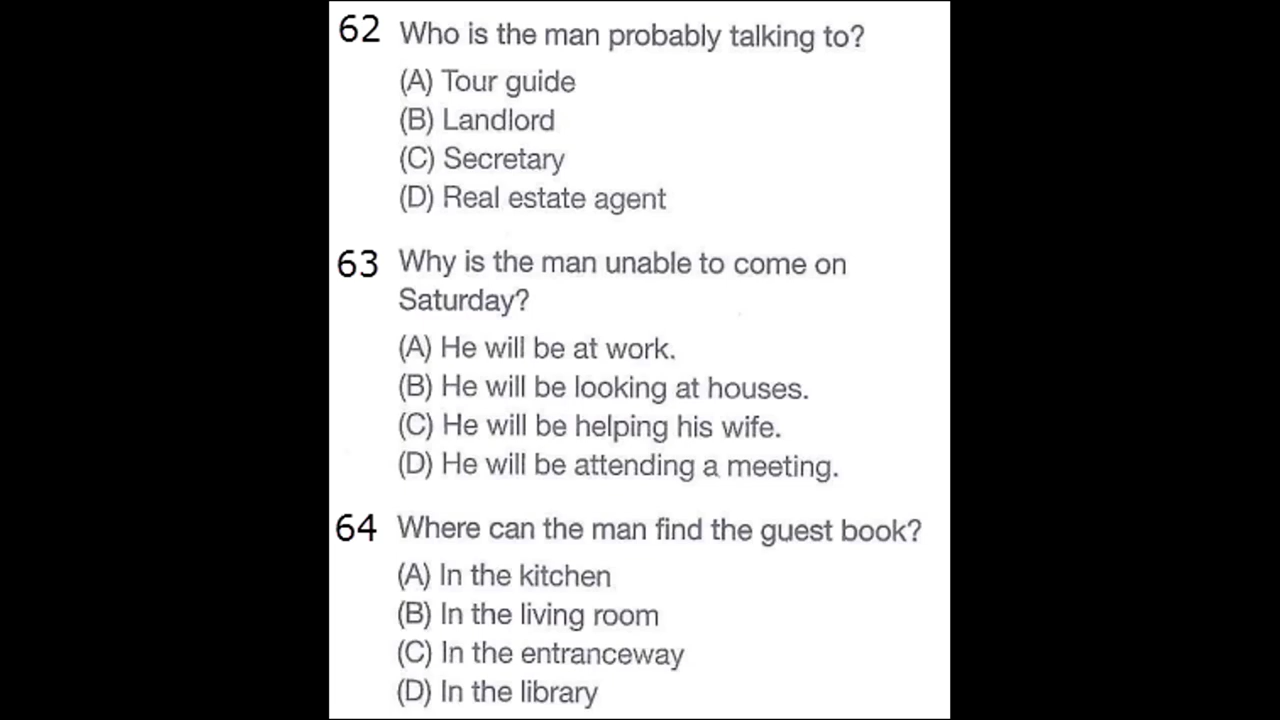 62 Who is the man probably talking to?
(A) Tour guide
(B) Landlord
(C) Secretary
(D) Real estate agent
63 Why is the man unable to come on
Saturday?
(A) He will be at work.
(B) He will be looking at houses.
(C) He will be helping his wife.
(D) He will be attending a meeting.
64 Where can the man find the guest book?
(A) In the kitchen
(B) In the living room
(C) In the entranceway
(D) In the library